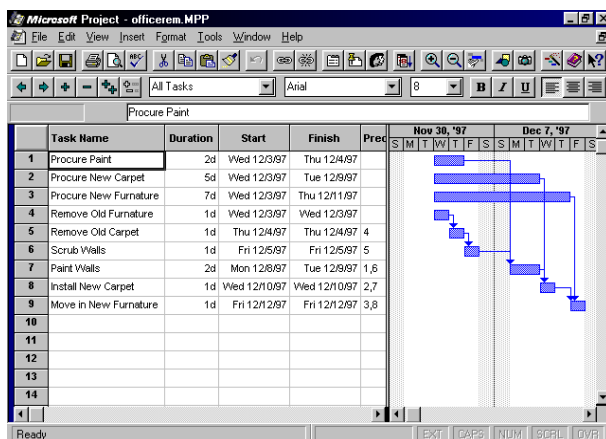 Microsoft Project - officerem.MPP
File Edit View Insert Format Tools Window Help
All Tasks Arial 8 B I U
Procure Paint
Task Name Duration Start Finish Pred Nov 30, '97 Dec 7, '97
S M T W T F S S M T W T F S
1 Procure Paint 2d Wed 12/3/97 Thu 12/4/97
2 Procure New Carpet 5d Wed 12/3/97 Tue 12/9/97
3 Procure New Furnature 7d Wed 12/3/97 Thu 12/11/97
4 Remove Old Furnature 1d Wed 12/3/97 Wed 12/3/97
5 Remove Old Carpet 1d Thu 12/4/97 Thu 12/4/97 4
6 Scrub Walls 1d Fri 12/5/97 Fri 12/5/97 5
7 Paint Walls 2d Mon 12/8/97 Tue 12/9/97 1,6
8 Install New Carpet 1d Wed 12/10/97 Wed 12/10/97 2,7
9 Move in New Furnature 1d Fri 12/12/97 Fri 12/12/97 3,8
10
11
12
13
14
Ready EXT CAPS NUM SCRL OVR